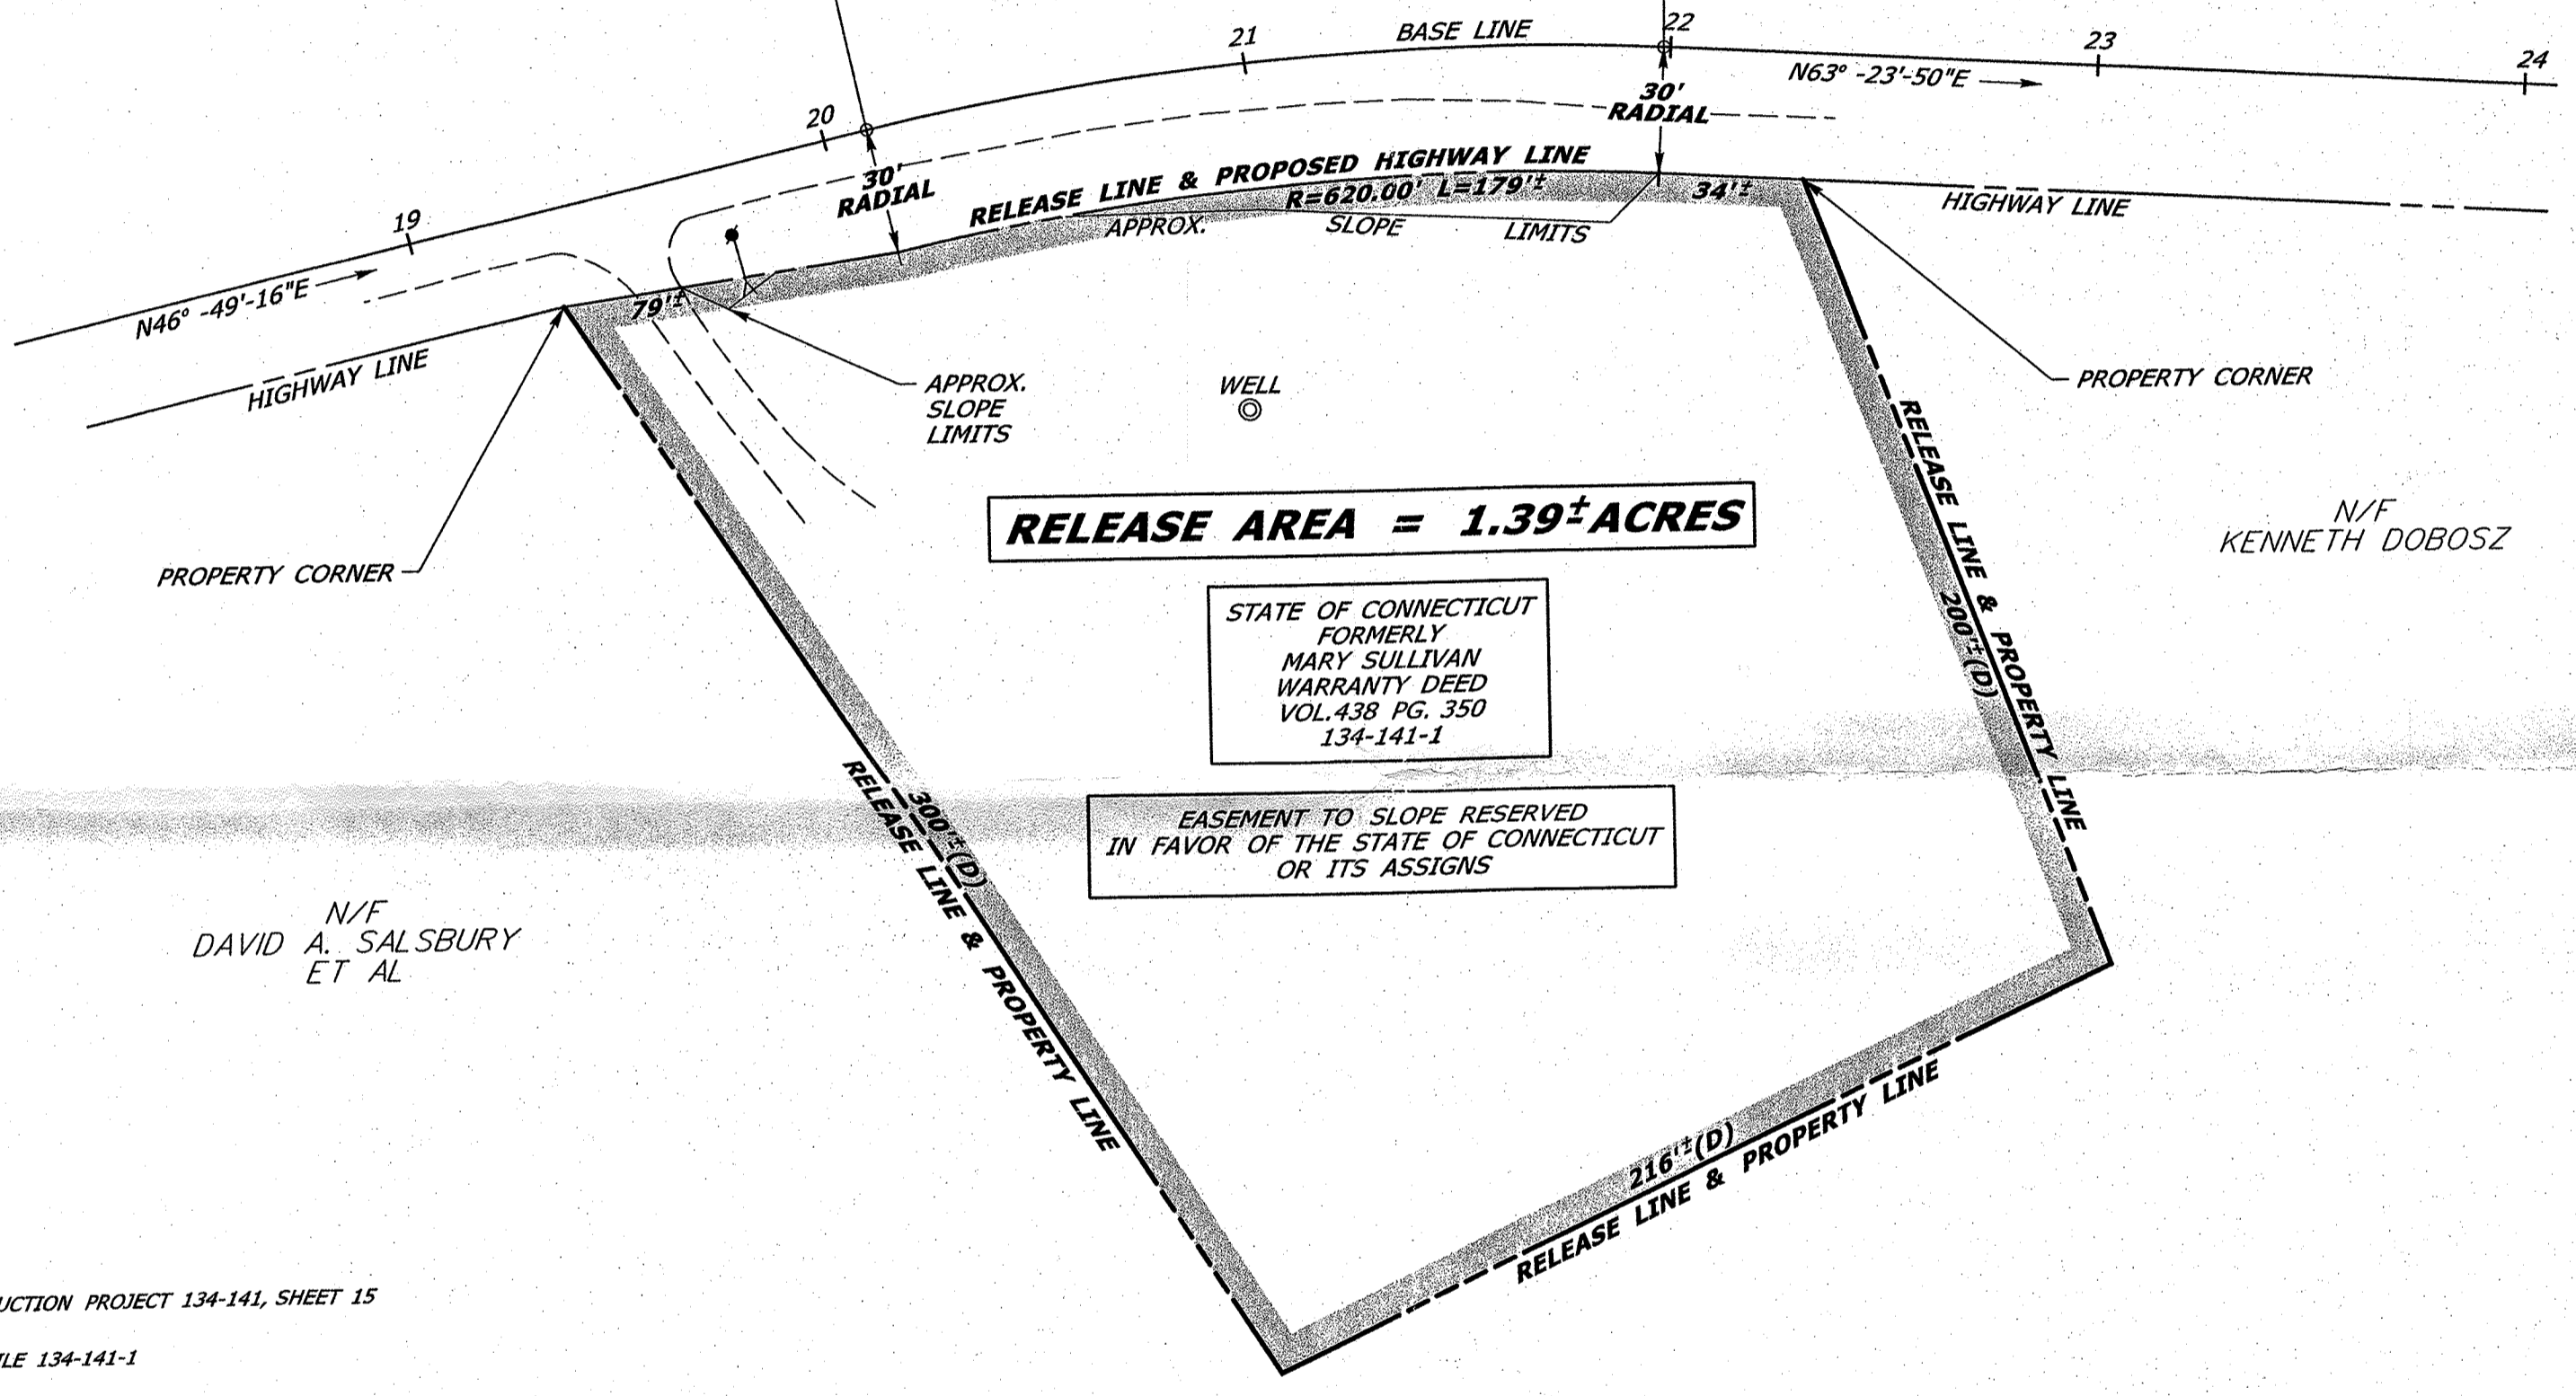 19
20
21
BASE LINE
22
23
24
N46° -49'-16"E
N63° -23'-50"E
30'
RADIAL
30'
RADIAL
RELEASE LINE & PROPOSED HIGHWAY LINE
R=620.00' L=179'±
34'±
79'±
APPROX. SLOPE LIMITS
HIGHWAY LINE
HIGHWAY LINE
APPROX.
SLOPE
LIMITS
WELL
PROPERTY CORNER
PROPERTY CORNER
RELEASE AREA = 1.39± ACRES
STATE OF CONNECTICUT
FORMERLY
MARY SULLIVAN
WARRANTY DEED
VOL.438 PG. 350
134-141-1
EASEMENT TO SLOPE RESERVED
IN FAVOR OF THE STATE OF CONNECTICUT
OR ITS ASSIGNS
RELEASE LINE & PROPERTY LINE
200'±(D)
N/F
KENNETH DOBOSZ
300'±(D)
RELEASE LINE & PROPERTY LINE
N/F
DAVID A. SALSBURY
ET AL
216'±(D)
RELEASE LINE & PROPERTY LINE
UCTION PROJECT 134-141, SHEET 15
ILE 134-141-1